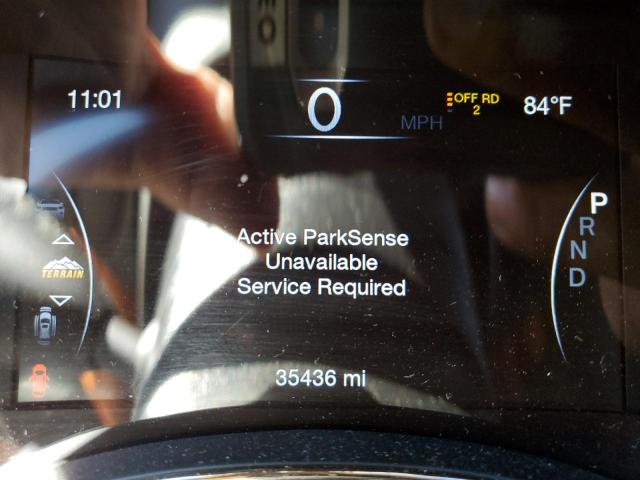 11:01
0
MPH
OFF RD
2
84°F
P
R
N
D
TERRAIN
Active ParkSense
Unavailable
Service Required
35436 mi